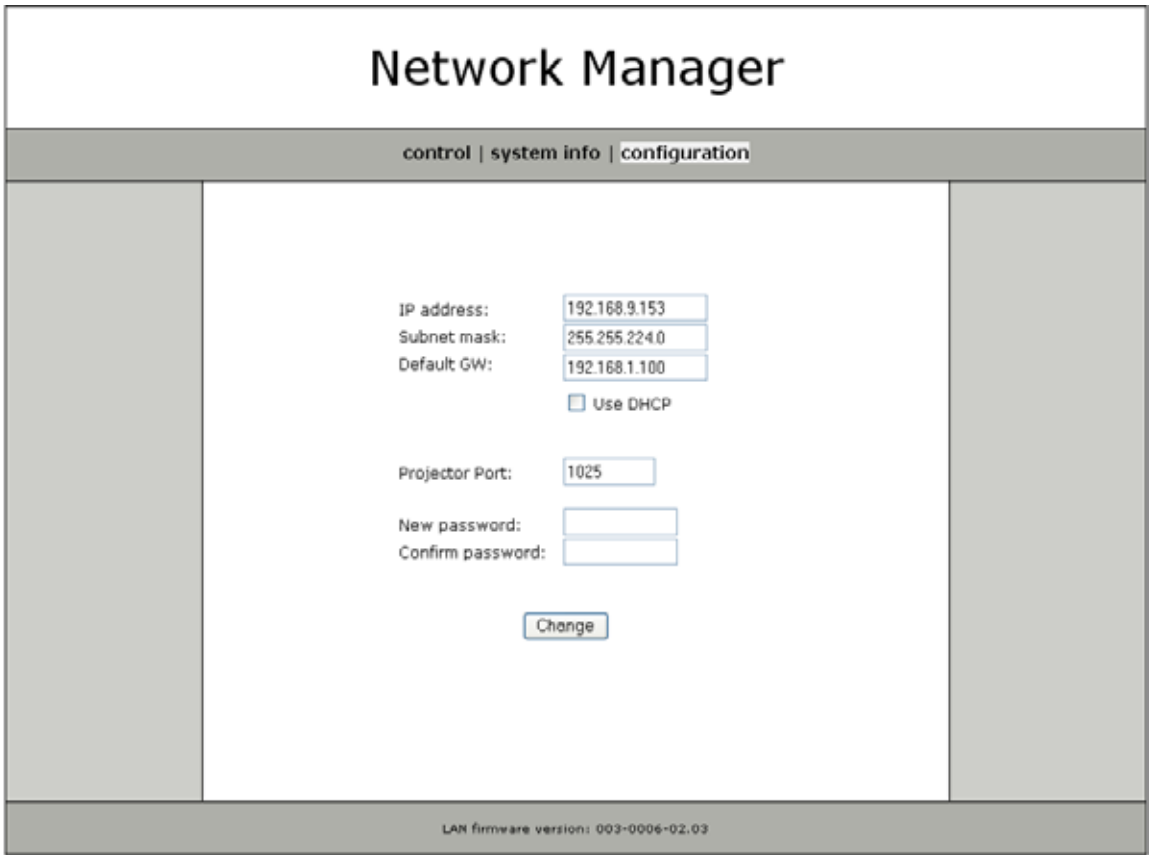 Network Manager
control | system info | configuration
IP address: 192.168.9.153
Subnet mask: 255.255.224.0
Default GW: 192.168.1.100
Use DHCP
Projector Port: 1025
New password:
Confirm password:
Change
LAN firmware version: 003-0006-02.03